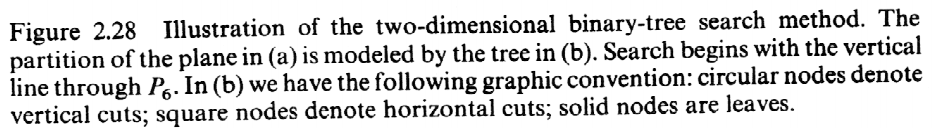 Figure 2.28 Illustration of the two-dimensional binary-tree search method. The
partition of the plane in (a) is modeled by the tree in (b). Search begins with the vertical
line through P₆. In (b) we have the following graphic convention: circular nodes denote
vertical cuts; square nodes denote horizontal cuts; solid nodes are leaves.